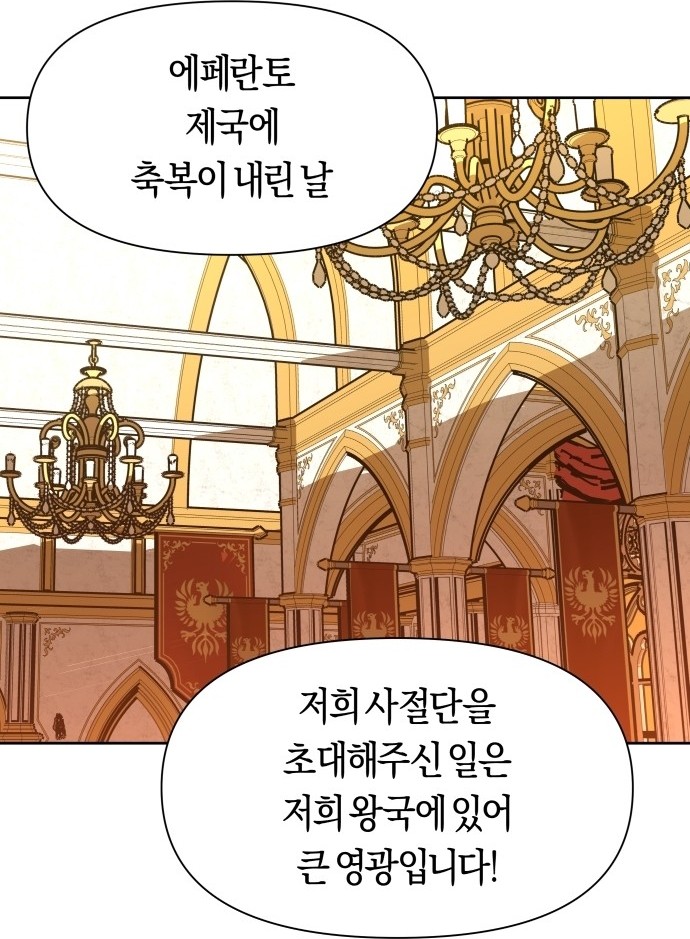 에페란토
제국에
축복이 내린 날
저희 사절단을
초대해주신 일은
저희 왕국에 있어
큰 영광입니다!